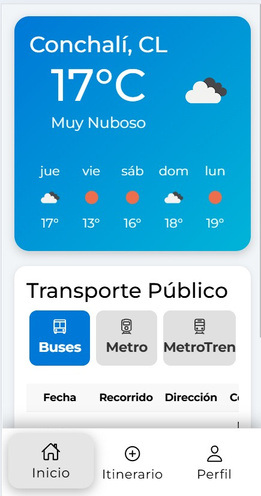 Conchalí, CL
17°C
Muy Nuboso
jue vie sáb dom lun
17° 13° 16° 18° 19°
Transporte Público
Buses Metro MetroTren
Fecha Recorrido Dirección
Inicio Itinerario Perfil